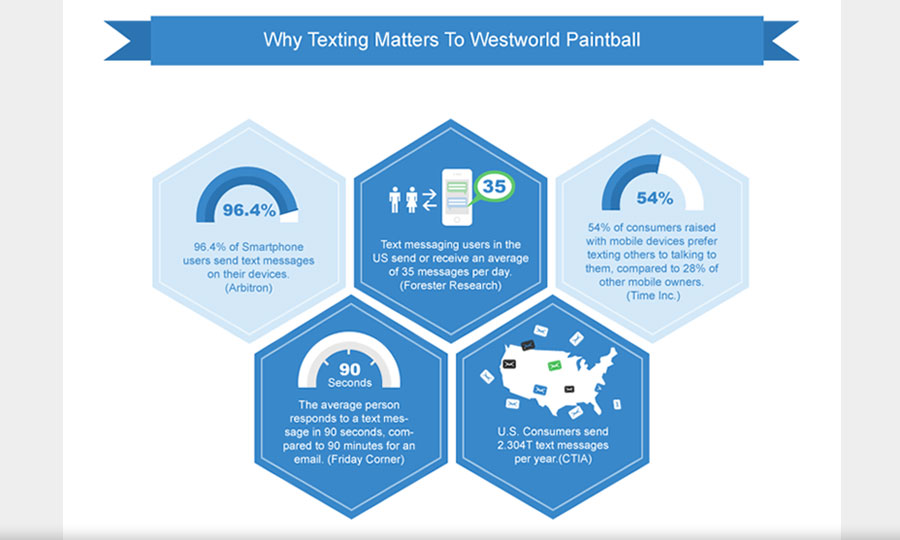 Why Texting Matters To Westworld Paintball
96.4%
96.4% of Smartphone
users send text messages
on their devices.
(Arbitron)
35
Text messaging users in the
US send or receive an average
of 35 messages per day.
(Forester Research)
54%
54% of consumers raised
with mobile devices prefer
texting others to talking to
them, compared to 28% of
other mobile owners.
(Time Inc.)
90
Seconds
The average person
responds to a text mes-
sage in 90 seconds, com-
pared to 90 minutes for an
email. (Friday Corner)
U.S. Consumers send
2.304T text messages
per year.(CTIA)